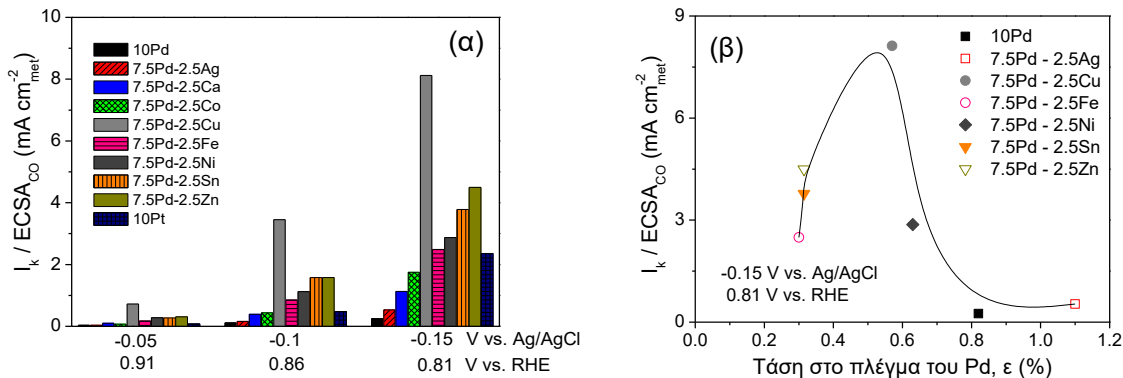 (α)
I_k / ECSA_CO (mA cm⁻²_met)
10
8
6
4
2
0
10Pd
7.5Pd-2.5Ag
7.5Pd-2.5Ca
7.5Pd-2.5Co
7.5Pd-2.5Cu
7.5Pd-2.5Fe
7.5Pd-2.5Ni
7.5Pd-2.5Sn
7.5Pd-2.5Zn
10Pt
-0.05 -0.1 -0.15 V vs. Ag/AgCl
0.91 0.86 0.81 V vs. RHE
(β)
I_k / ECSA_CO (mA cm⁻²_met)
9
6
3
0
10Pd
7.5Pd - 2.5Ag
7.5Pd - 2.5Cu
7.5Pd - 2.5Fe
7.5Pd - 2.5Ni
7.5Pd - 2.5Sn
7.5Pd - 2.5Zn
-0.15 V vs. Ag/AgCl
0.81 V vs. RHE
0.0 0.2 0.4 0.6 0.8 1.0 1.2
Τάση στο πλέγμα του Pd, ε (%)